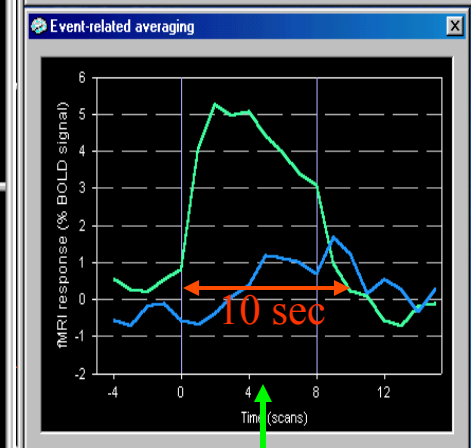 Event-related averaging
fMRI response (% BOLD signal)
6
5
4
3
2
1
0
-1
-2
10 sec
-4 0 4 8 12
Time (scans)